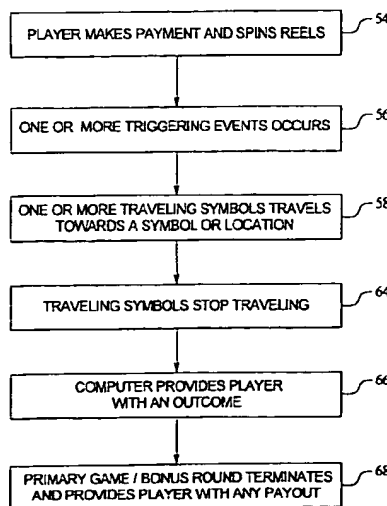 PLAYER MAKES PAYMENT AND SPINS REELS
54
ONE OR MORE TRIGGERING EVENTS OCCURS
56
ONE OR MORE TRAVELING SYMBOLS TRAVELS
TOWARDS A SYMBOL OR LOCATION
58
TRAVELING SYMBOLS STOP TRAVELING
64
COMPUTER PROVIDES PLAYER
WITH AN OUTCOME
66
PRIMARY GAME / BONUS ROUND TERMINATES
AND PROVIDES PLAYER WITH ANY PAYOUT
68